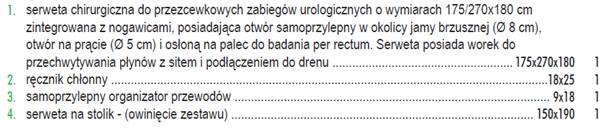 1. serweta chirurgiczna do przezcewkowych zabiegów urologicznych o wymiarach 175/270x180 cm
zintegrowana z nogawicami, posiadająca otwór samoprzylepny w okolicy jamy brzusznej (Ø 8 cm),
otwór na prącie (Ø 5 cm) i osłoną na palec do badania per rectum. Serweta posiada worek do
przechwytywania płynów z sitem i podłączeniem do drenu ........................................................ 175x270x180 1
2. ręcznik chłonny ........................................................................................................ 18x25 1
3. samoprzylepny organizator przewodów ........................................................................ 9x18 1
4. serweta na stolik - (owinięcie zestawu) ........................................................................ 150x190 1